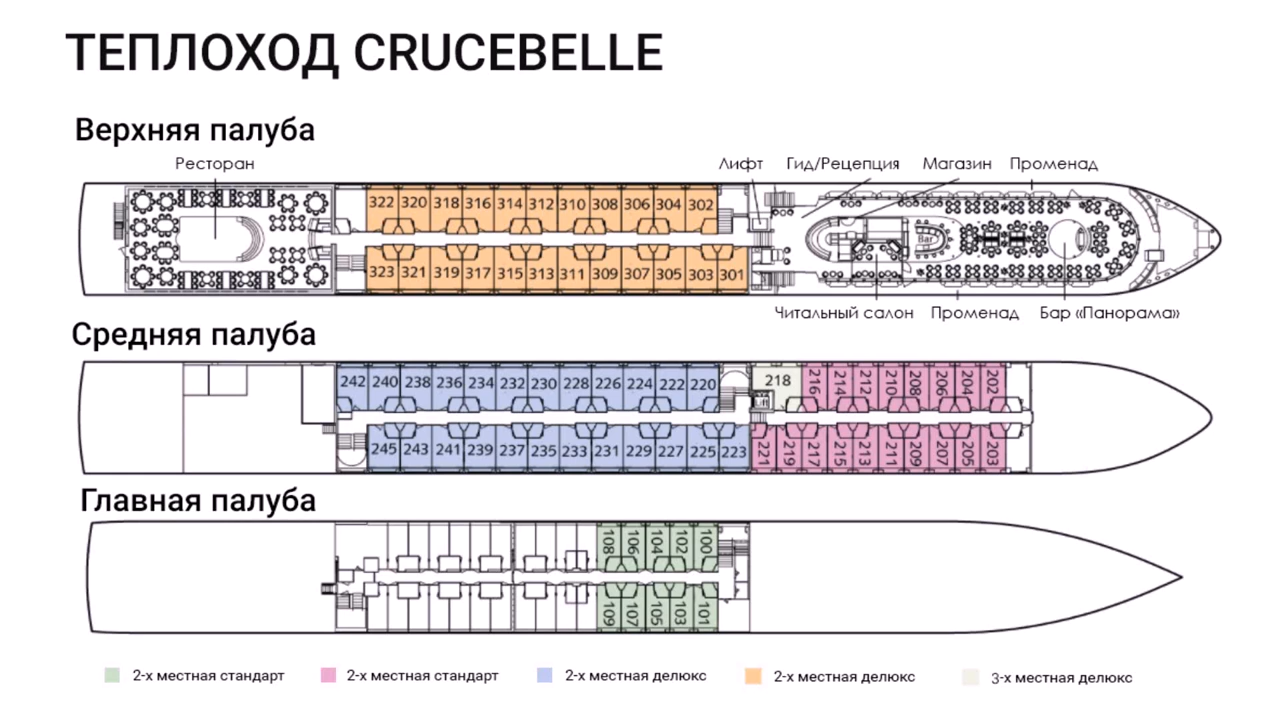 ТЕПЛОХОД CRUCEBELLE
Верхняя палуба
Ресторан Лифт Гид/Рецепция Магазин Променад
322 320 318 316 314 312 310 308 306 304 302
Bar
323 321 319 317 315 313 311 309 307 305 303 301
Читальный салон Променад Бар «Панорама»
Средняя палуба
242 240 238 236 234 232 230 228 226 224 222 220 218 216 214 212 210 208 206 204 202
Lift
245 243 241 239 237 235 233 231 229 227 225 223 221 219 217 215 213 211 209 207 205 203
Главная палуба
108 106 104 102 100
109 107 105 103 101
2-х местная стандарт 2-х местная стандарт 2-х местная делюкс 2-х местная делюкс 3-х местная делюкс